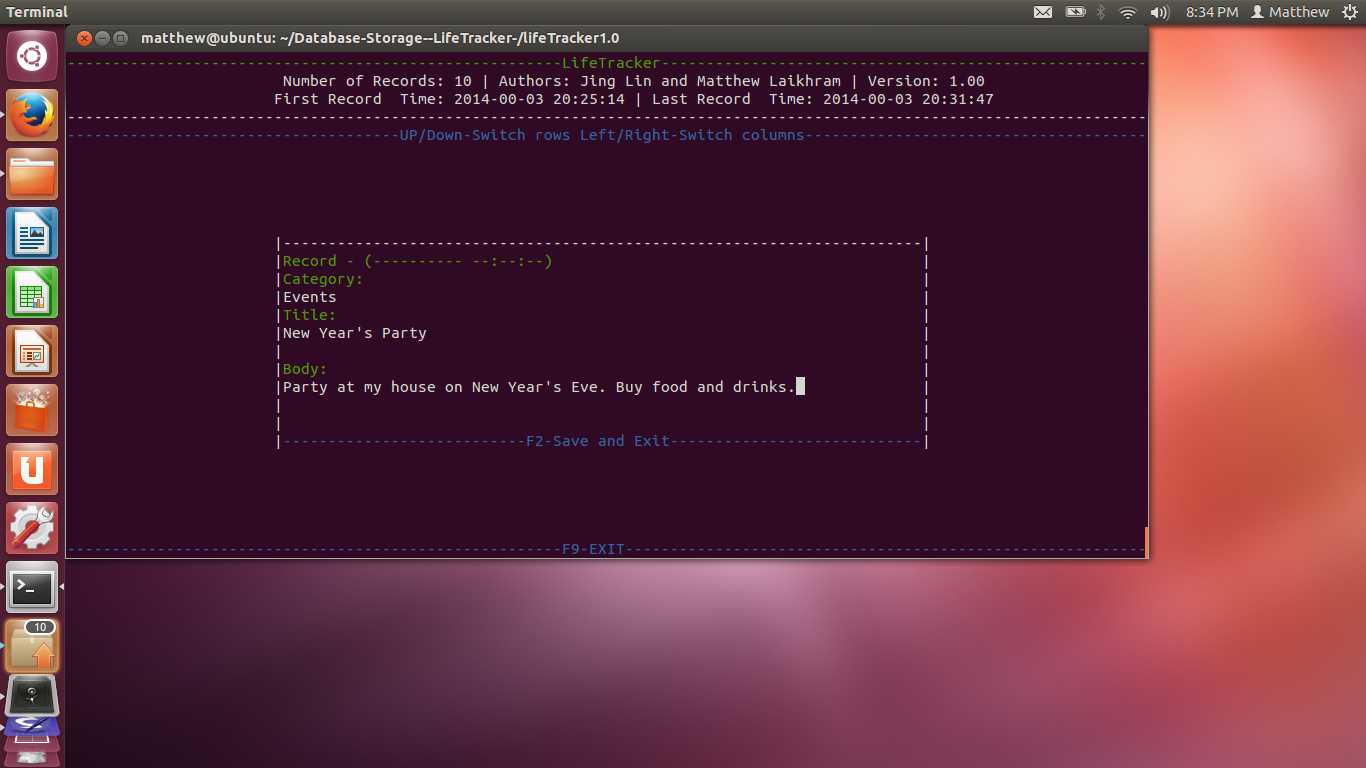 Terminal
8:34 PM Matthew
matthew@ubuntu: ~/Database-Storage--LifeTracker-/lifeTracker1.0
------------------------------------------------------LifeTracker------------------------------------------------------
Number of Records: 10 | Authors: Jing Lin and Matthew Laikhram | Version: 1.00
First Record  Time: 2014-00-03 20:25:14 | Last Record  Time: 2014-00-03 20:31:47
------------------------------------------------------------------------------------------------------------------------
-------------------------------------UP/Down-Switch rows Left/Right-Switch columns--------------------------------------
|-----------------------------------------------------------------------|
|Record - (---------- --:--:--)|
|Category:|
|Events|
|Title:|
|New Year's Party|
||
|Body:|
|Party at my house on New Year's Eve. Buy food and drinks.|
||
||
|---------------------------F2-Save and Exit----------------------------|
-------------------------------------------------------F9 EXIT----------------------------------------------------------
10